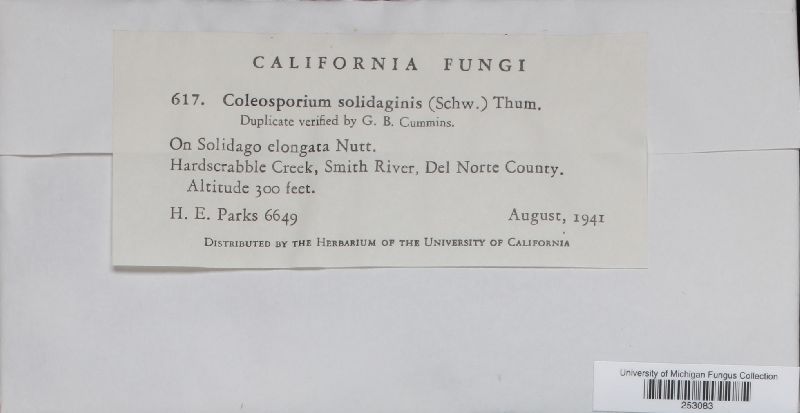 CALIFORNIA FUNGI
617. Coleosporium solidaginis (Schw.) Thum.
Duplicate verified by G. B. Cummins.
On Solidago elongata Nutt.
Hardscrabble Creek, Smith River, Del Norte County.
Altitude 300 feet.
H. E. Parks 6649 August, 1941
Distributed by the Herbarium of the University of California
University of Michigan Fungus Collection
253083